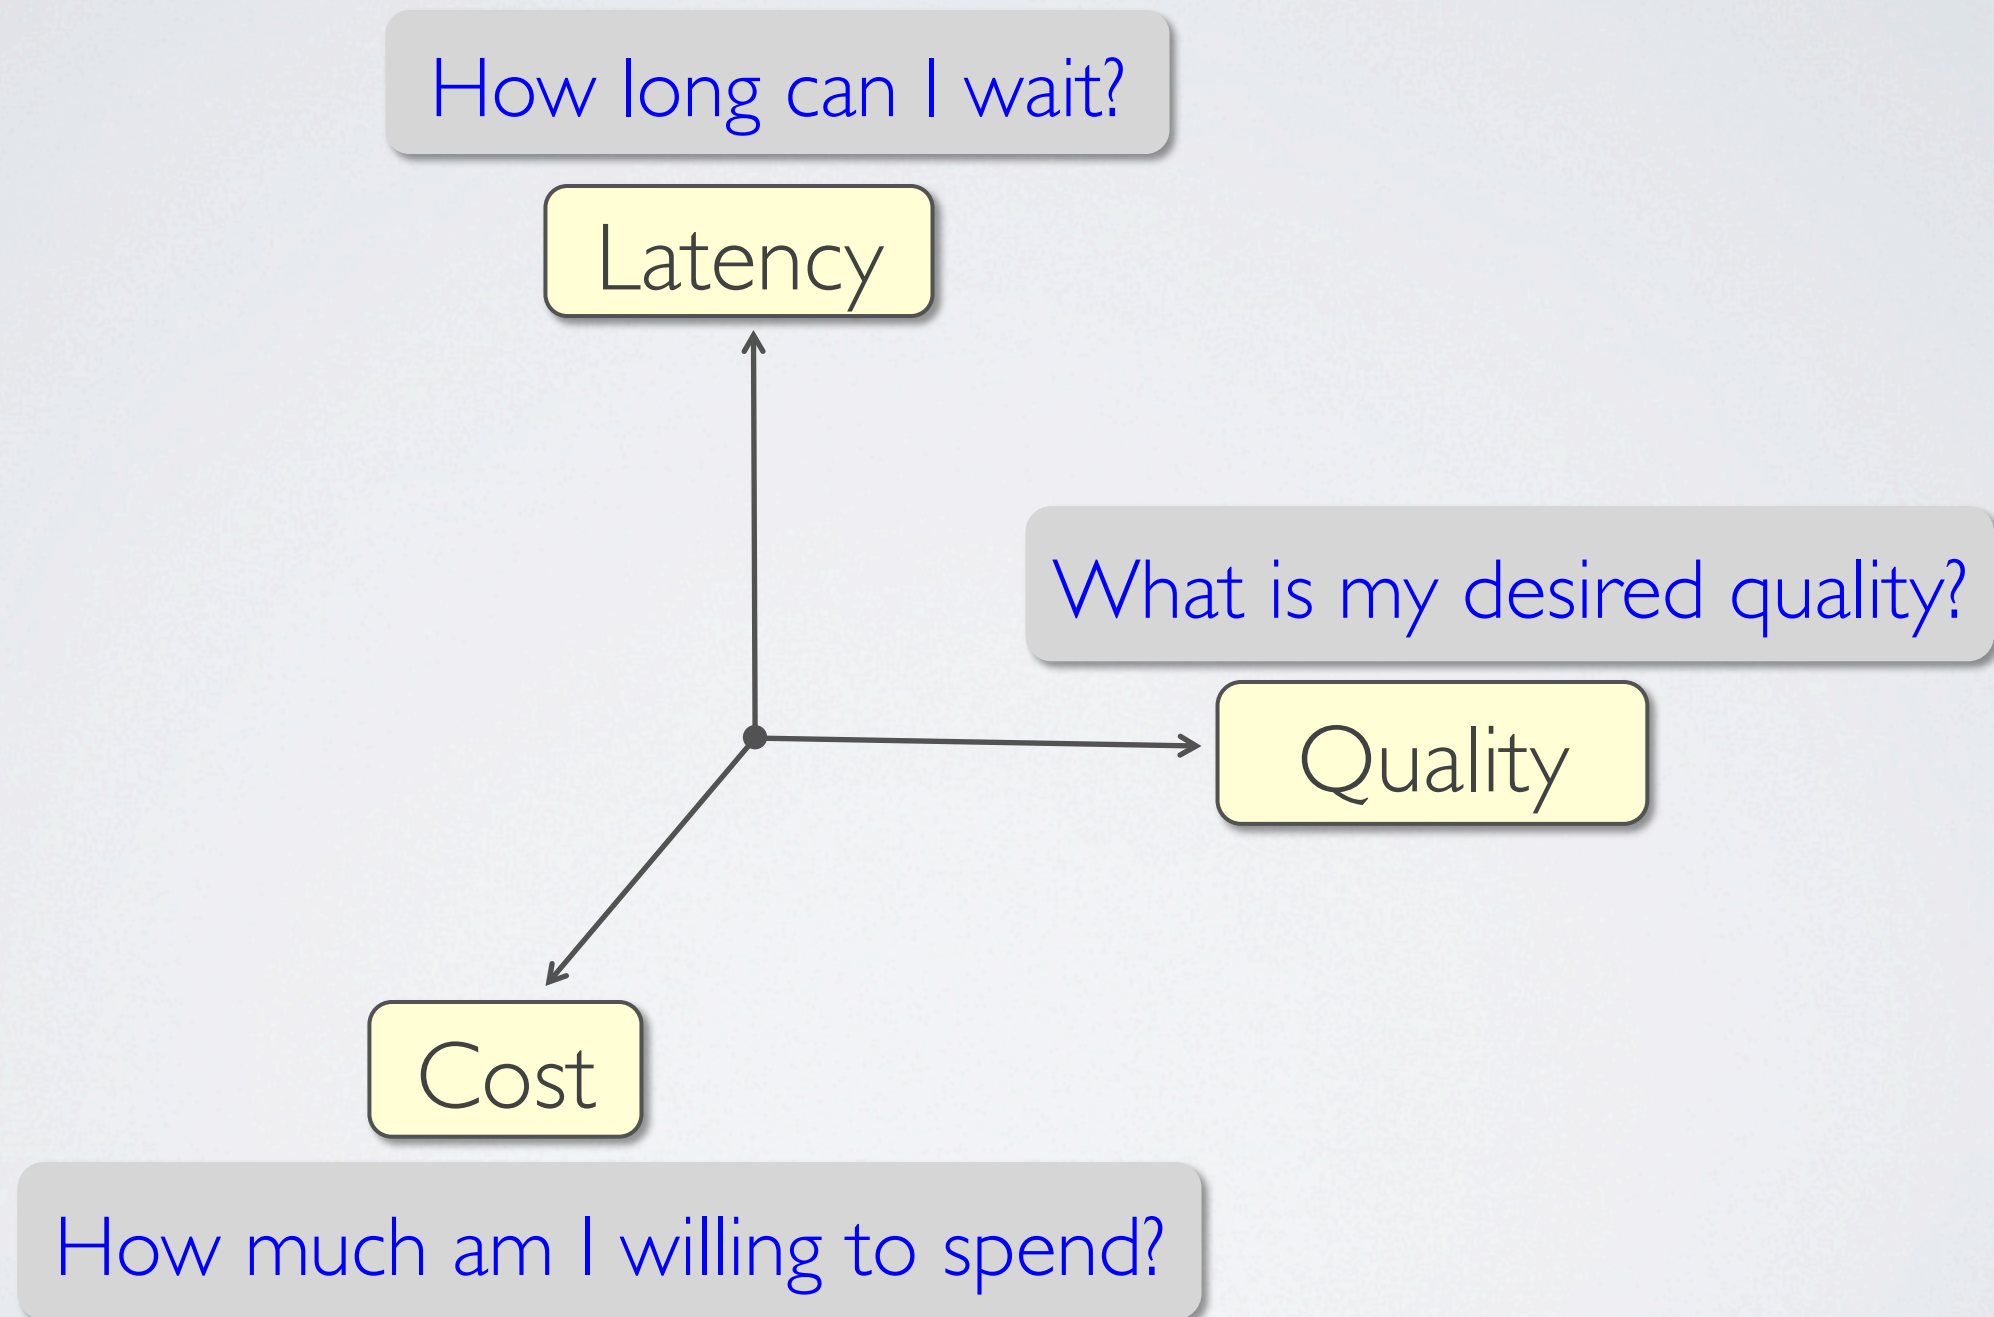 How long can I wait?
Latency
What is my desired quality?
Quality
Cost
How much am I willing to spend?